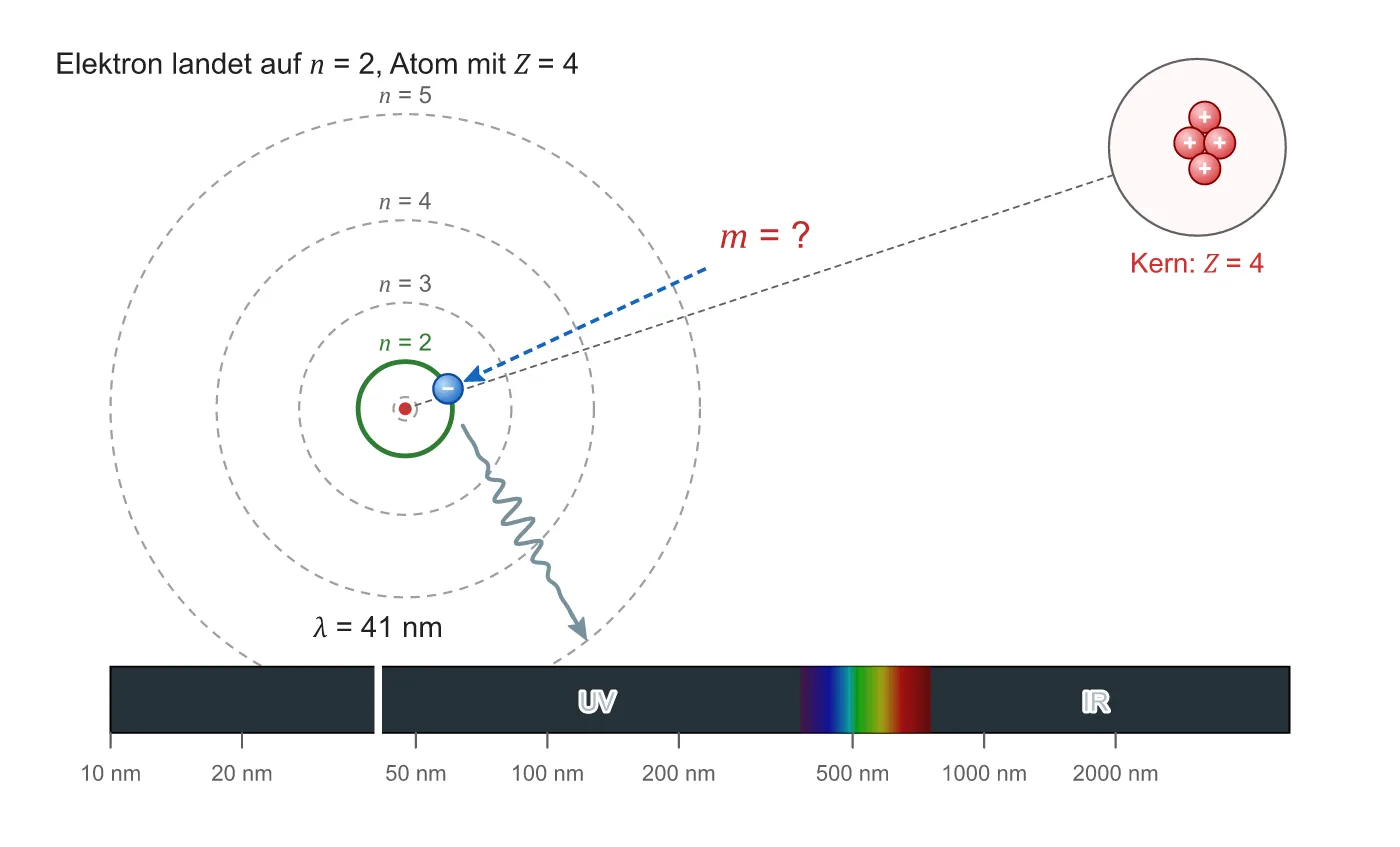 Elektron landet auf n = 2, Atom mit Z = 4
n = 5
n = 4
n = 3
n = 2
m = ?
Kern: Z = 4
λ = 41 nm
UV
IR
10 nm
20 nm
50 nm
100 nm
200 nm
500 nm
1000 nm
2000 nm